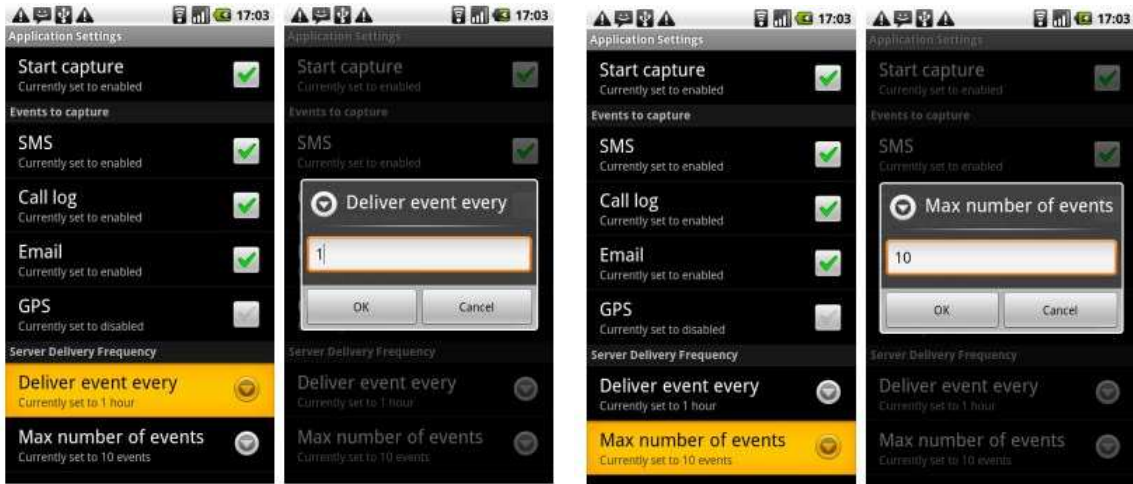 17:03
Application Settings
Start capture
Currently set to enabled
Events to capture
SMS
Currently set to enabled
Call log
Currently set to enabled
Email
Currently set to enabled
GPS
Currently set to disabled
Server Delivery Frequency
Deliver event every
Currently set to 1 hour
Max number of events
Currently set to 10 events
17:03
Application Settings
Start capture
Currently set to enabled
Events to capture
SMS
Currently set to enabled
Deliver event every
1
OK Cancel
Server Delivery Frequency
Deliver event every
Currently set to 1 hour
Max number of events
Currently set to 10 events
17:03
Application Settings
Start capture
Currently set to enabled
Events to capture
SMS
Currently set to enabled
Call log
Currently set to enabled
Email
Currently set to enabled
GPS
Currently set to disabled
Server Delivery Frequency
Deliver event every
Currently set to 1 hour
Max number of events
Currently set to 10 events
17:03
Application Settings
Start capture
Currently set to enabled
Events to capture
SMS
Currently set to enabled
Max number of events
10
OK Cancel
Server Delivery Frequency
Deliver event every
Currently set to 1 hour
Max number of events
Currently set to 10 events